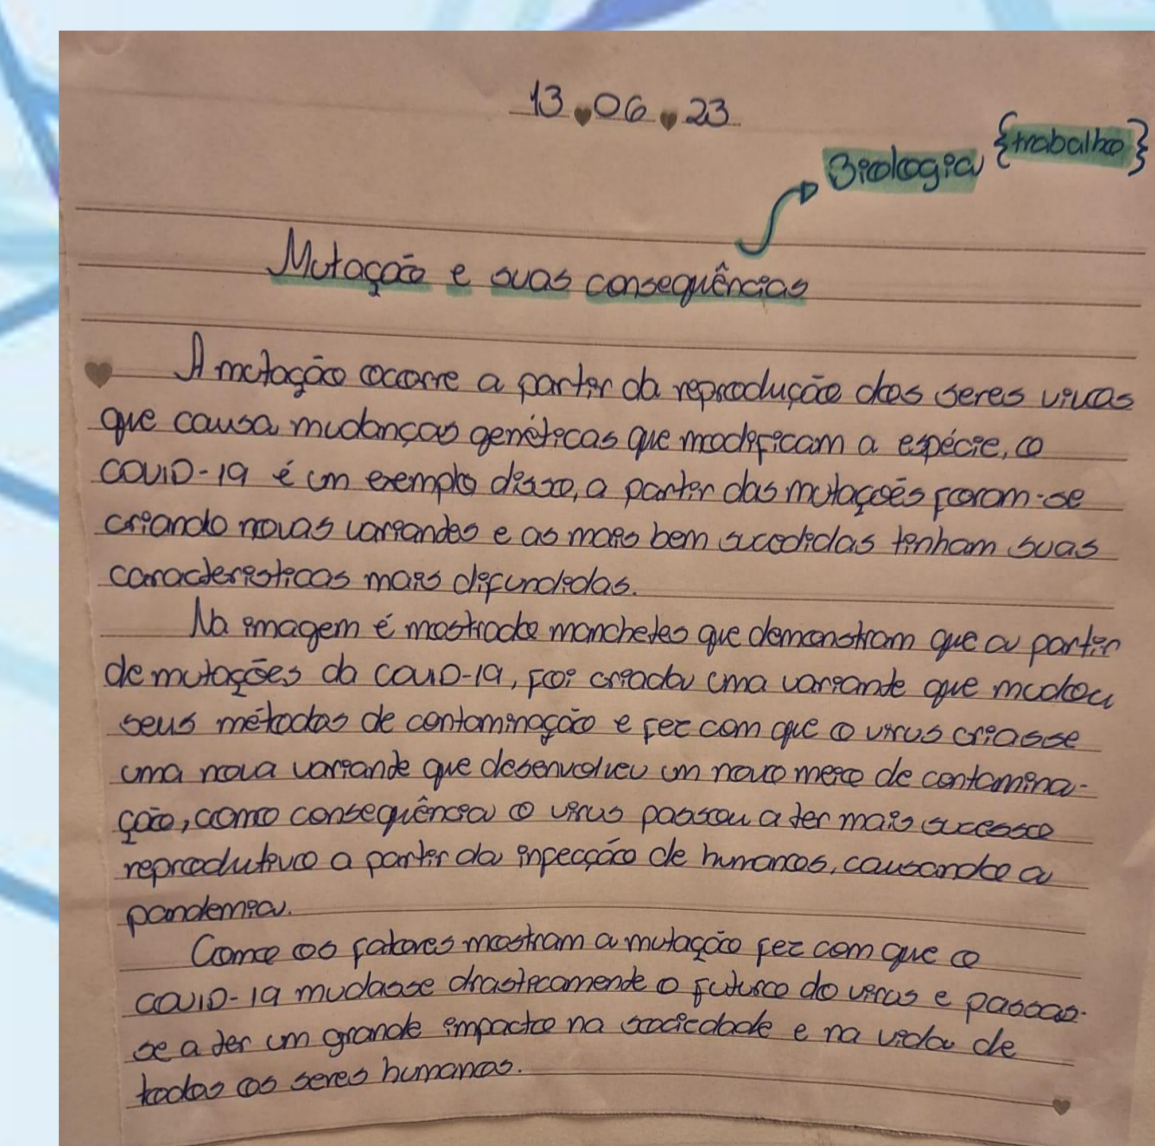 13.06.23
Biologia {trabalho}
Mutação e suas consequências
A mutação ocorre a partir da reprodução dos seres vivos
que causa mudanças genéticas que modificam a espécie, o
COVID-19 é um exemplo disso, a partir das mutações foram-se
criando novas variandes e as mais bem sucedidas tinham suas
caracteristicas mais difundidas.
Na imagem é mostrado manchetes que demonstram que a partir
de mutações da COVID-19, foi criada uma variande que mudou
seus métodos de contaminação e fez com que o virus criasse
uma nova variande que desenvolveu um novo meio de contamina-
ção, como consequência o virus passou a ter mais sucesso
reprodutivo a partir da infecção de humanos, causando a
pandemia.
Como os fatores mostram a mutação fez com que o
COVID-19 mudasse drasticamente o futuro do virus e passas-
se a ter um grande impacto na sociedade e na vida de
todos os seres humanos.